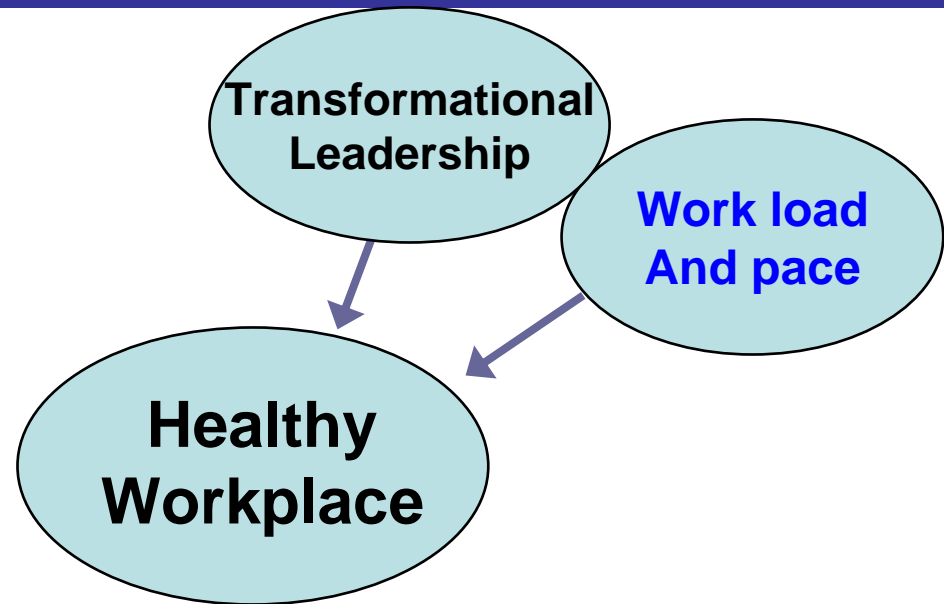 Transformational
Leadership
Work load
And pace
Healthy
Workplace